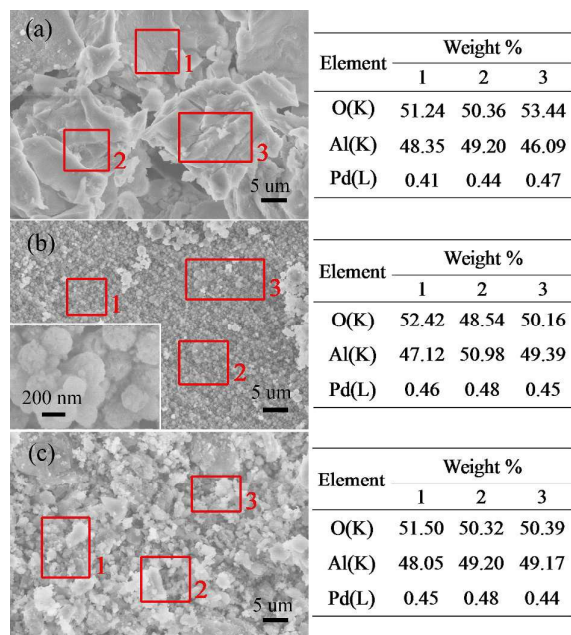 (a)
1
2
3
5 um
Element Weight %
1 2 3
O(K) 51.24 50.36 53.44
Al(K) 48.35 49.20 46.09
Pd(L) 0.41 0.44 0.47
(b)
1
3
2
200 nm
5 um
Element Weight %
1 2 3
O(K) 52.42 48.54 50.16
Al(K) 47.12 50.98 49.39
Pd(L) 0.46 0.48 0.45
(c)
3
1
2
5 um
Element Weight %
1 2 3
O(K) 51.50 50.32 50.39
Al(K) 48.05 49.20 49.17
Pd(L) 0.45 0.48 0.44